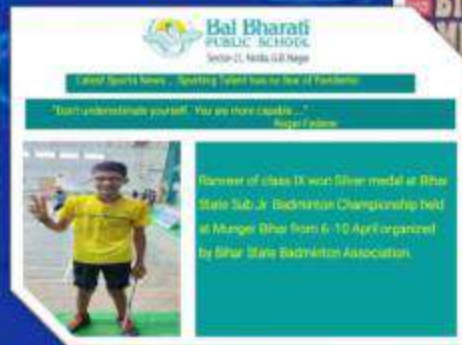 Bal Bharati
PUBLIC SCHOOL
Sector-21, Noida, G.B. Nagar
Latest Sports News... Sporting Talent has no fear of Pandemic
"Don't underestimate yourself. You are more capable..."
Roger Federer
Ranveer of class IX won Silver medal at Bihar
State Sub Jr. Badminton Championship held
at Munger Bihar from 6-10 April organized
by Bihar State Badminton Association.